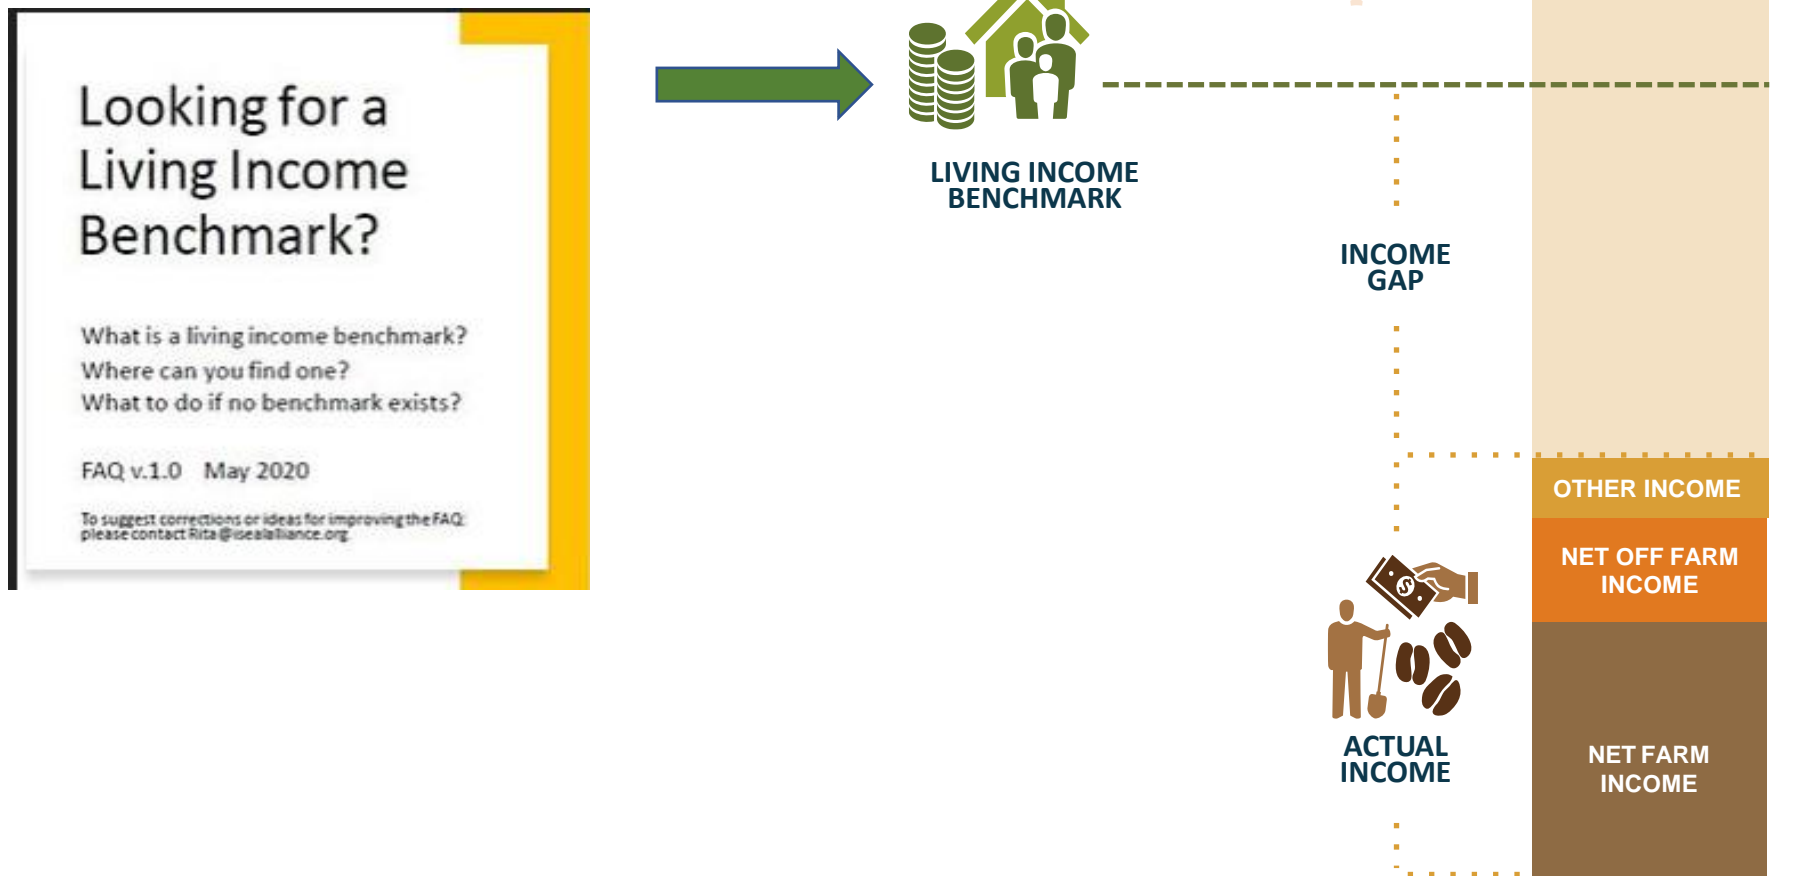 Looking for a
Living Income
Benchmark?
What is a living income benchmark?
Where can you find one?
What to do if no benchmark exists?
FAQ v.1.0 May 2020
To suggest corrections or ideas for improving the FAQ:
please contact Rita@isealalliance.org
LIVING INCOME
BENCHMARK
INCOME
GAP
ACTUAL
INCOME
OTHER INCOME
NET OFF FARM
INCOME
NET FARM
INCOME